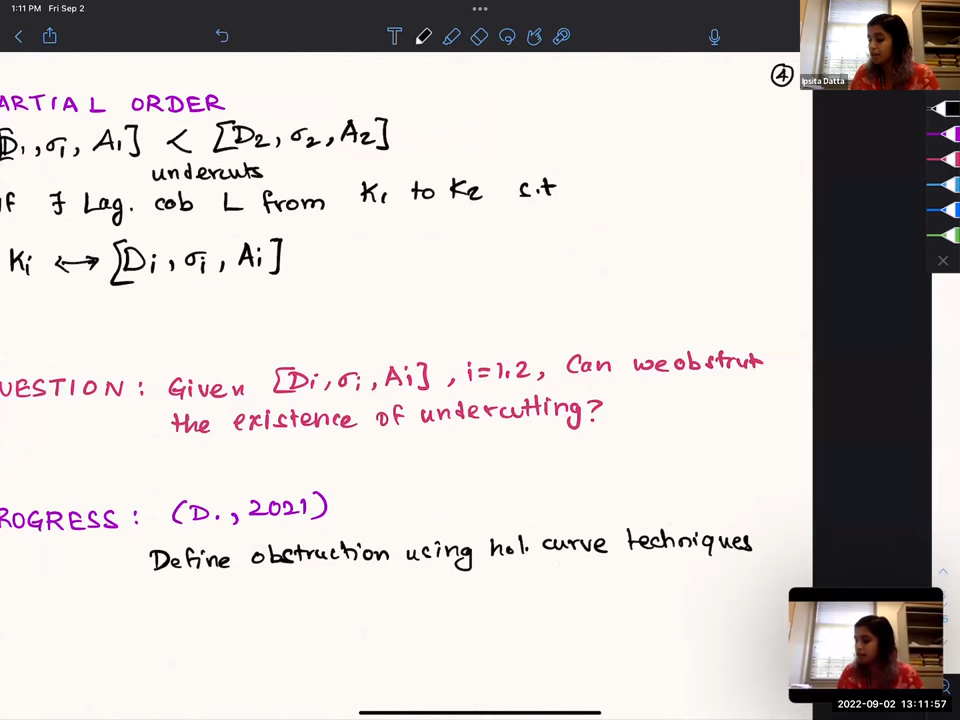 1:11 PM Fri Sep 2
④
Ipsita Datta
ARTIAL ORDER
[D₁, σ₁, A₁] < [D₂, σ₂, A₂]
undercuts
if ∃ Lag. cob L from K₁ to K₂ s.t
Kᵢ ⟷ [Dᵢ, σᵢ, Aᵢ]
UESTION: Given [Dᵢ, σᵢ, Aᵢ], i=1,2, Can we obstruct
the existence of undercutting?
ROGRESS: (D., 2021)
Define obstruction using hol. curve techniques
2022-09-02 13:11:57